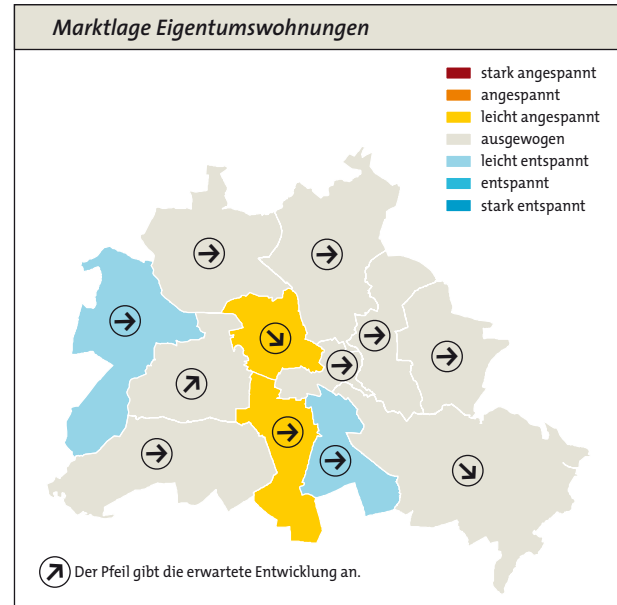 Marktlage Eigentumswohnungen
stark angespannt
angespannt
leicht angespannt
ausgewogen
leicht entspannt
entspannt
stark entspannt
Der Pfeil gibt die erwartete Entwicklung an.